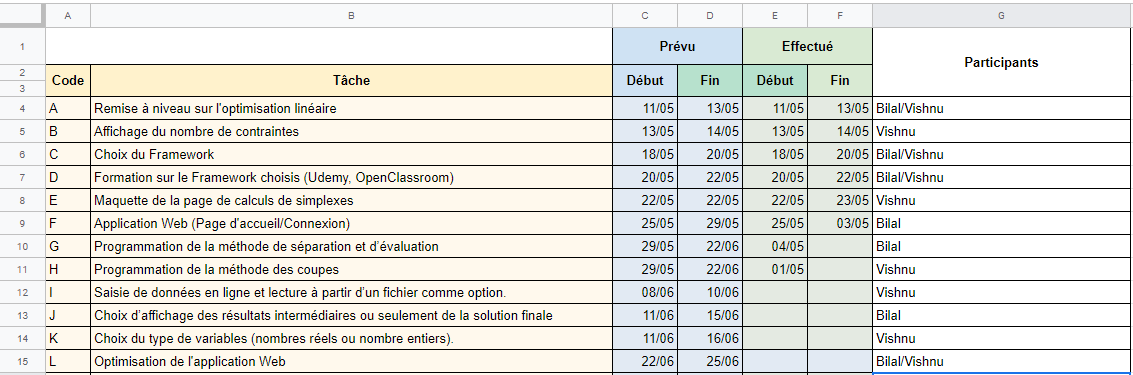 A B C D E F G
1 Prévu Effectué Participants
2 Code Tâche Début Fin Début Fin
3
4 A Remise à niveau sur l'optimisation linéaire 11/05 13/05 11/05 13/05 Bilal/Vishnu
5 B Affichage du nombre de contraintes 13/05 14/05 13/05 14/05 Vishnu
6 C Choix du Framework 18/05 20/05 18/05 20/05 Bilal/Vishnu
7 D Formation sur le Framework choisis (Udemy, OpenClassroom) 20/05 22/05 20/05 22/05 Bilal/Vishnu
8 E Maquette de la page de calculs de simplexes 22/05 22/05 22/05 23/05 Vishnu
9 F Application Web (Page d'accueil/Connexion) 25/05 29/05 25/05 03/05 Bilal
10 G Programmation de la méthode de séparation et d'évaluation 29/05 22/06 04/05 Bilal
11 H Programmation de la méthode des coupes 29/05 22/06 01/05 Vishnu
12 I Saisie de données en ligne et lecture à partir d'un fichier comme option. 08/06 10/06 Vishnu
13 J Choix d'affichage des résultats intermédiaires ou seulement de la solution finale 11/06 15/06 Bilal
14 K Choix du type de variables (nombres réels ou nombre entiers). 11/06 16/06 Vishnu
15 L Optimisation de l'application Web 22/06 25/06 Bilal/Vishnu